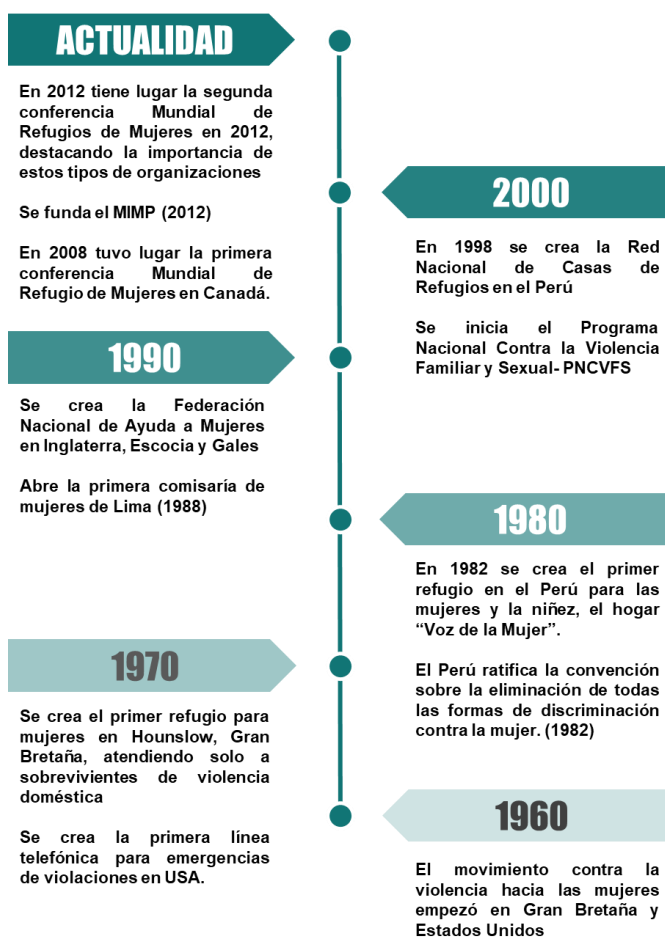 ACTUALIDAD
En 2012 tiene lugar la segunda
conferencia Mundial de
Refugios de Mujeres en 2012,
destacando la importancia de
estos tipos de organizaciones
Se funda el MIMP (2012)
En 2008 tuvo lugar la primera
conferencia Mundial de
Refugio de Mujeres en Canadá.
2000
En 1998 se crea la Red
Nacional de Casas de
Refugios en el Perú
Se inicia el Programa
Nacional Contra la Violencia
Familiar y Sexual- PNCVFS
1990
Se crea la Federación
Nacional de Ayuda a Mujeres
en Inglaterra, Escocia y Gales
Abre la primera comisaría de
mujeres de Lima (1988)
1980
En 1982 se crea el primer
refugio en el Perú para las
mujeres y la niñez, el hogar
“Voz de la Mujer”.
El Perú ratifica la convención
sobre la eliminación de todas
las formas de discriminación
contra la mujer. (1982)
1970
Se crea el primer refugio para
mujeres en Hounslow, Gran
Bretaña, atendiendo solo a
sobrevivientes de violencia
doméstica
Se crea la primera línea
telefónica para emergencias
de violaciones en USA.
1960
El movimiento contra la
violencia hacia las mujeres
empezó en Gran Bretaña y
Estados Unidos